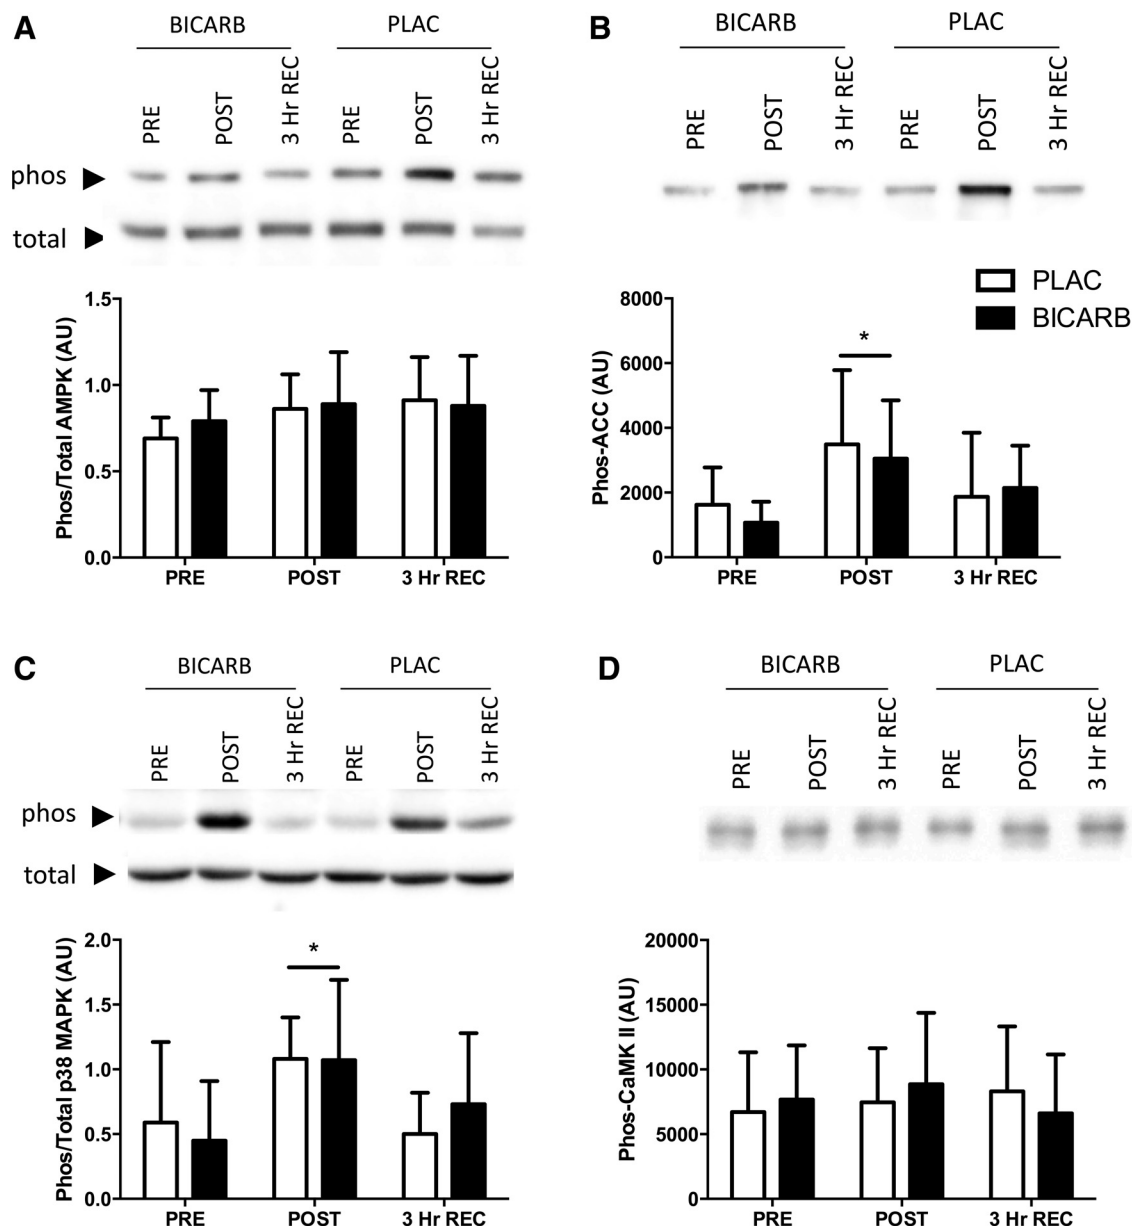 A
BICARB PLAC
PRE POST 3 Hr REC PRE POST 3 Hr REC
phos
total
Phos/Total AMPK (AU)
1.5
1.0
0.5
0.0
PRE POST 3 Hr REC
B
BICARB PLAC
PRE POST 3 Hr REC PRE POST 3 Hr REC
PLAC
BICARB
Phos-ACC (AU)
8000
6000
4000
2000
0
*
PRE POST 3 Hr REC
C
BICARB PLAC
PRE POST 3 Hr REC PRE POST 3 Hr REC
phos
total
Phos/Total p38 MAPK (AU)
2.0
1.5
1.0
0.5
0.0
*
PRE POST 3 Hr REC
D
BICARB PLAC
PRE POST 3 Hr REC PRE POST 3 Hr REC
Phos-CaMK II (AU)
20000
15000
10000
5000
0
PRE POST 3 Hr REC